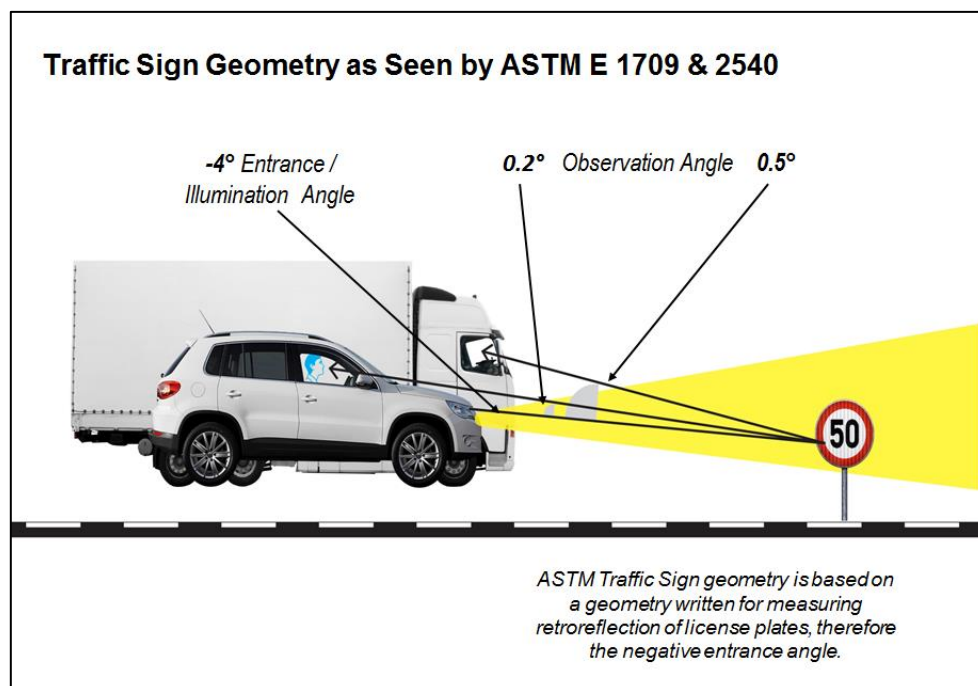 Traffic Sign Geometry as Seen by ASTM E 1709 & 2540
-4° Entrance /
Illumination Angle
0.2° Observation Angle 0.5°
50
ASTM Traffic Sign geometry is based on
a geometry written for measuring
retroreflection of license plates, therefore
the negative entrance angle.